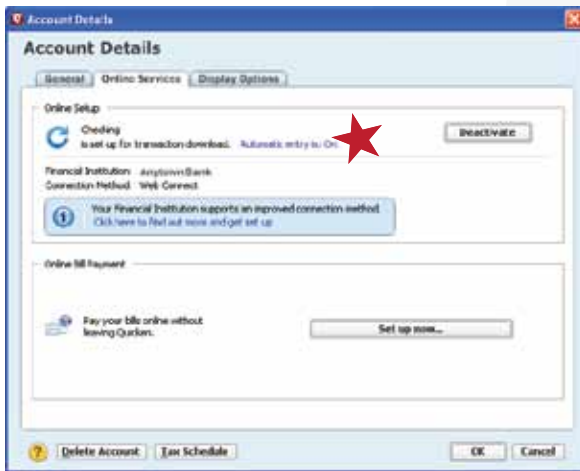 Account Details
Account Details
General Online Services Display Options
Online Setup
Checking
is set up for transaction download. Automatic entry is: On
Deactivate
Financial Institution Anytown Bank
Connection Method Web Connect
Your Financial Institution supports an improved connection method.
Click here to find out more and get set up
Online Bill Payment
Pay your bills online without
leaving Quicken.
Set up now...
Delete Account Tax Schedule OK Cancel